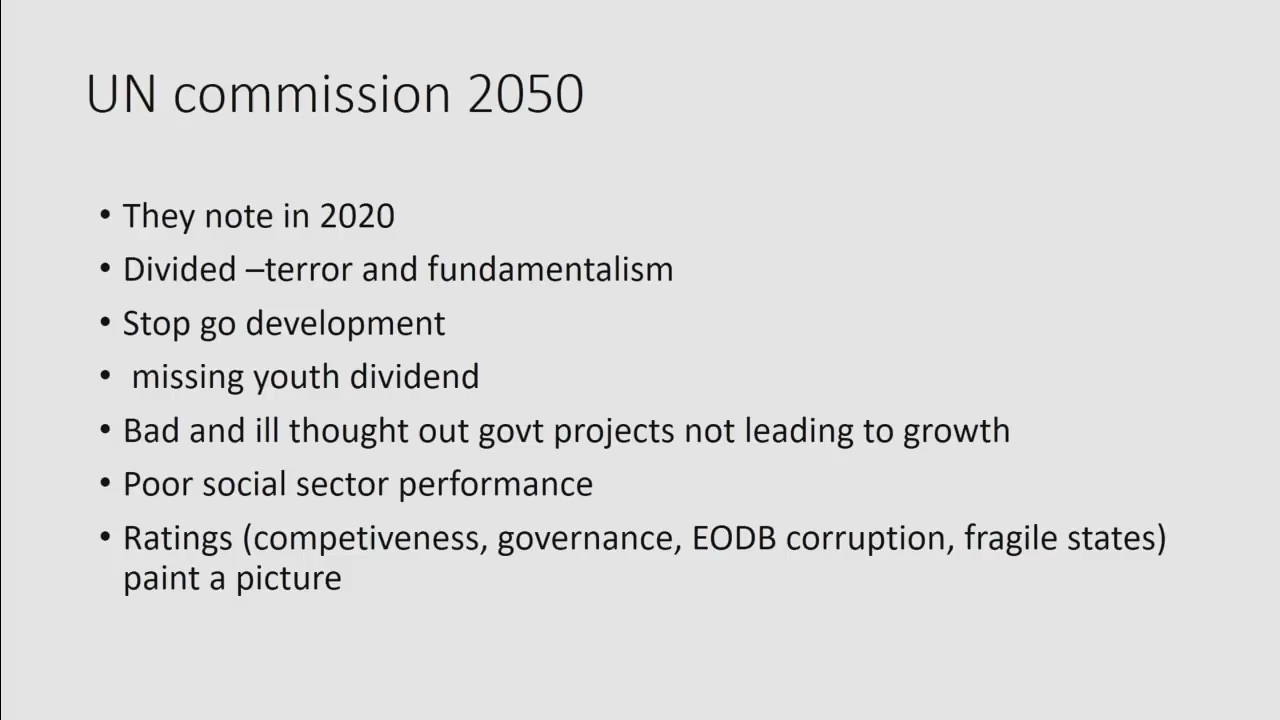 UN commission 2050
• They note in 2020
• Divided –terror and fundamentalism
• Stop go development
• missing youth dividend
• Bad and ill thought out govt projects not leading to growth
• Poor social sector performance
• Ratings (competiveness, governance, EODB corruption, fragile states)
paint a picture